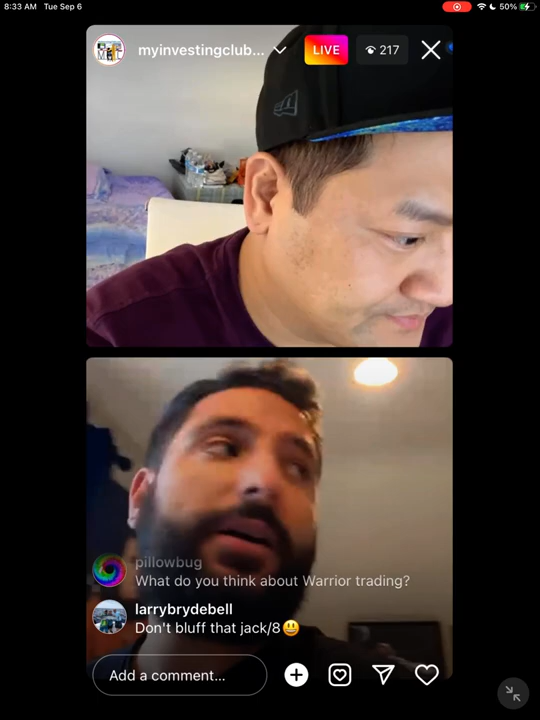 8:33 AM Tue Sep 6
50%
myinvestingclub...
LIVE
217
pillowbug
What do you think about Warrior trading?
larrybrydebell
Don't bluff that jack/8😃
Add a comment...